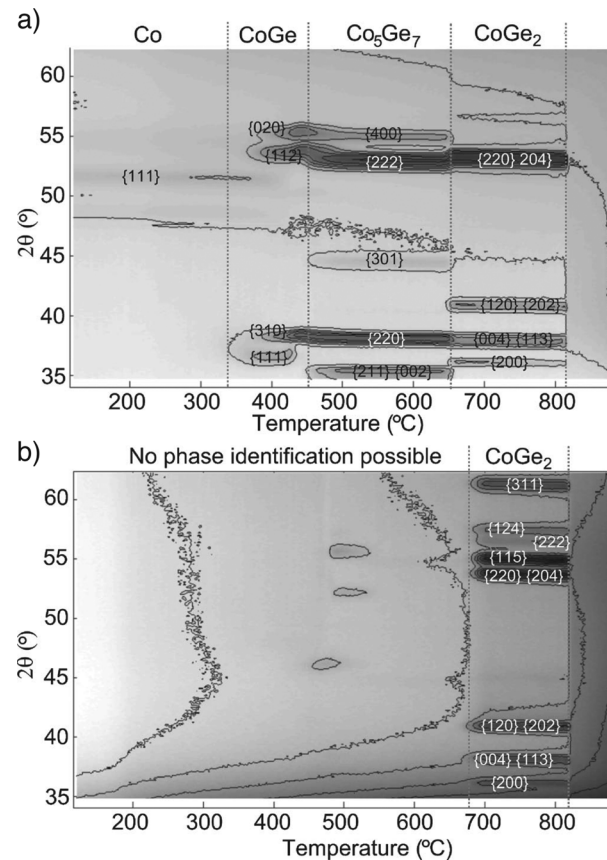 a) Co CoGe Co₅Ge₇ CoGe₂
60
{020} {400}
55
{112} {222} {220} 204}
{111}
50
2θ (º)
45
{301}
40
{120} {202}
{310} {220} {004} {113}
{111} {200}
35
{211} {002}
200 300 400 500 600 700 800
Temperature (ºC)
b) No phase identification possible CoGe₂
60
{311}
{124}
{222}
55
{115}
{220} {204}
50
2θ (º)
45
40
{120} {202}
{004} {113}
{200}
35
200 300 400 500 600 700 800
Temperature (ºC)